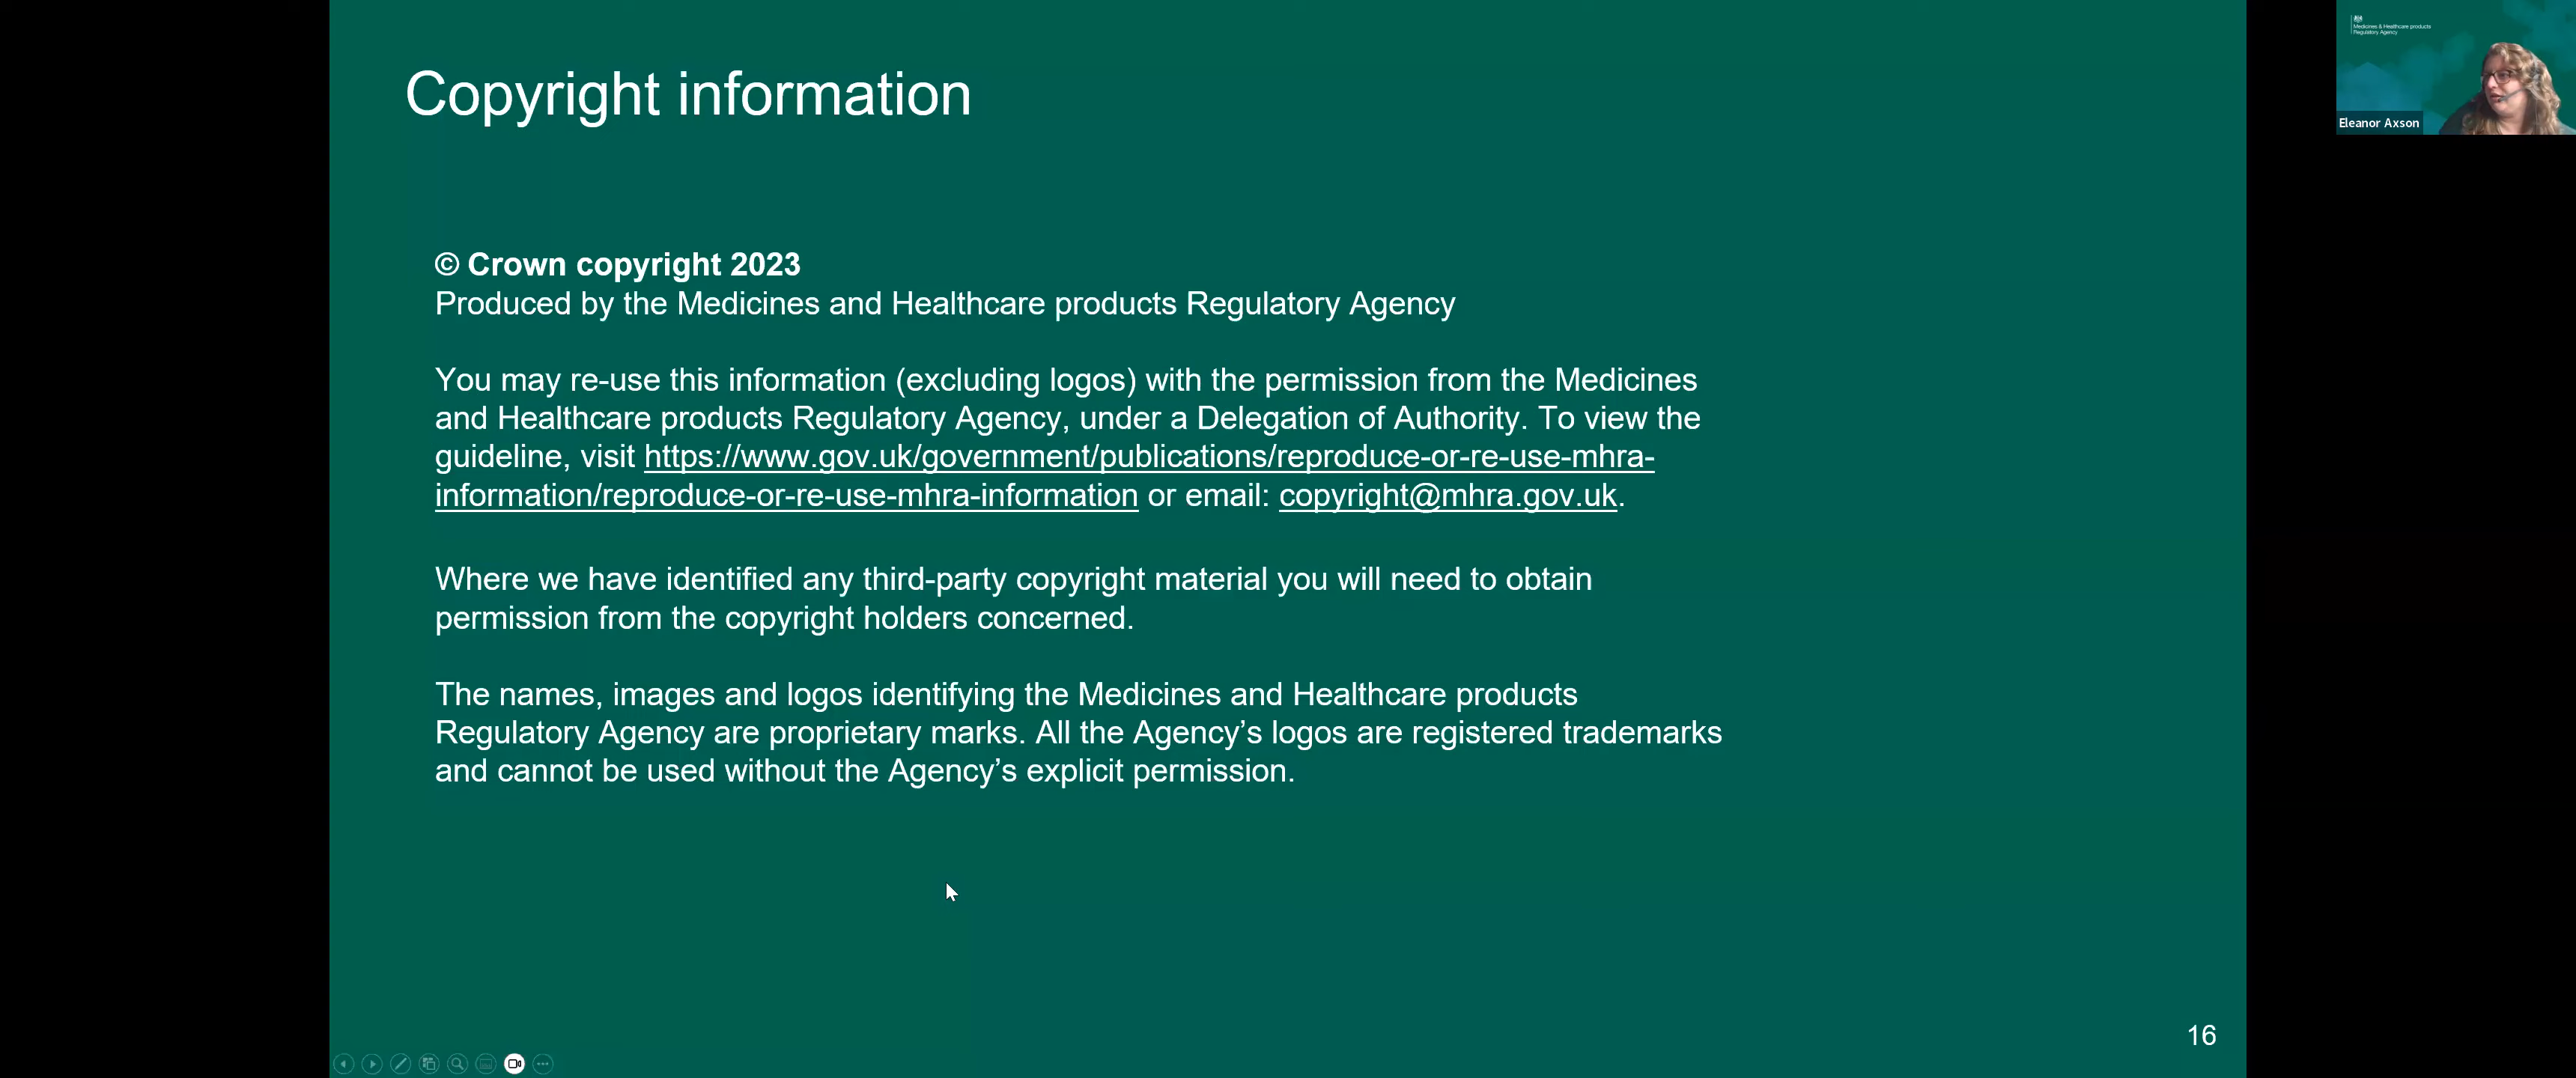 Copyright information
© Crown copyright 2023
Produced by the Medicines and Healthcare products Regulatory Agency
You may re-use this information (excluding logos) with the permission from the Medicines
and Healthcare products Regulatory Agency, under a Delegation of Authority. To view the
guideline, visit https://www.gov.uk/government/publications/reproduce-or-re-use-mhra-
information/reproduce-or-re-use-mhra-information or email: copyright@mhra.gov.uk.
Where we have identified any third-party copyright material you will need to obtain
permission from the copyright holders concerned.
The names, images and logos identifying the Medicines and Healthcare products
Regulatory Agency are proprietary marks. All the Agency’s logos are registered trademarks
and cannot be used without the Agency’s explicit permission.
16
Medicines & Healthcare products
Regulatory Agency
Eleanor Axson